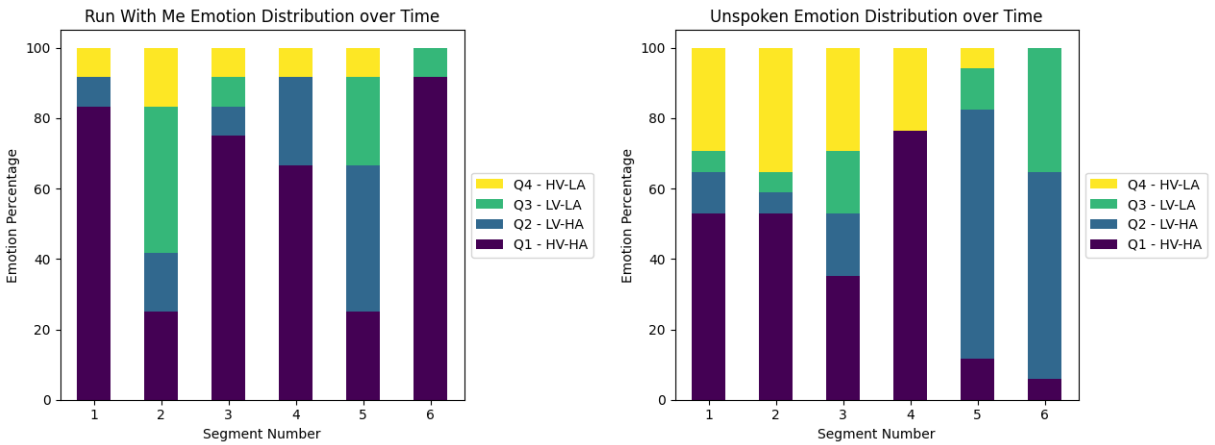 Run With Me Emotion Distribution over Time
Emotion Percentage
100
80
60
40
20
0
1 2 3 4 5 6
Segment Number
Q4 - HV-LA
Q3 - LV-LA
Q2 - LV-HA
Q1 - HV-HA
Unspoken Emotion Distribution over Time
Emotion Percentage
100
80
60
40
20
0
1 2 3 4 5 6
Segment Number
Q4 - HV-LA
Q3 - LV-LA
Q2 - LV-HA
Q1 - HV-HA